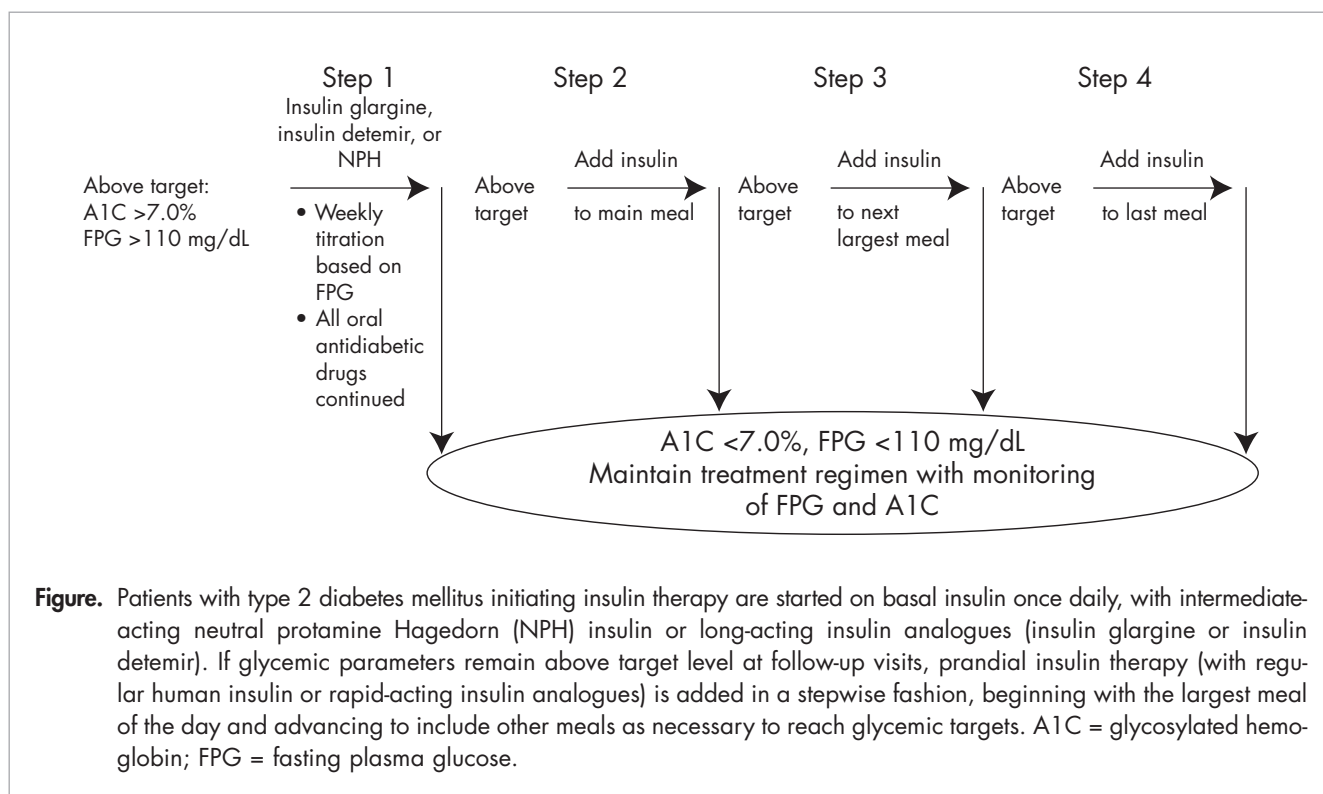 Step 1
Insulin glargine,
insulin detemir, or
NPH
Above target:
A1C >7.0%
FPG >110 mg/dL
• Weekly
titration
based on
FPG
• All oral
antidiabetic
drugs
continued
Step 2
Above
target
Add insulin
to main meal
Step 3
Above
target
Add insulin
to next
largest meal
Step 4
Above
target
Add insulin
to last meal
A1C <7.0%, FPG <110 mg/dL
Maintain treatment regimen with monitoring
of FPG and A1C
Figure. Patients with type 2 diabetes mellitus initiating insulin therapy are started on basal insulin once daily, with intermediate-
acting neutral protamine Hagedorn (NPH) insulin or long-acting insulin analogues (insulin glargine or insulin
detemir). If glycemic parameters remain above target level at follow-up visits, prandial insulin therapy (with regu-
lar human insulin or rapid-acting insulin analogues) is added in a stepwise fashion, beginning with the largest meal
of the day and advancing to include other meals as necessary to reach glycemic targets. A1C = glycosylated hemo-
globin; FPG = fasting plasma glucose.